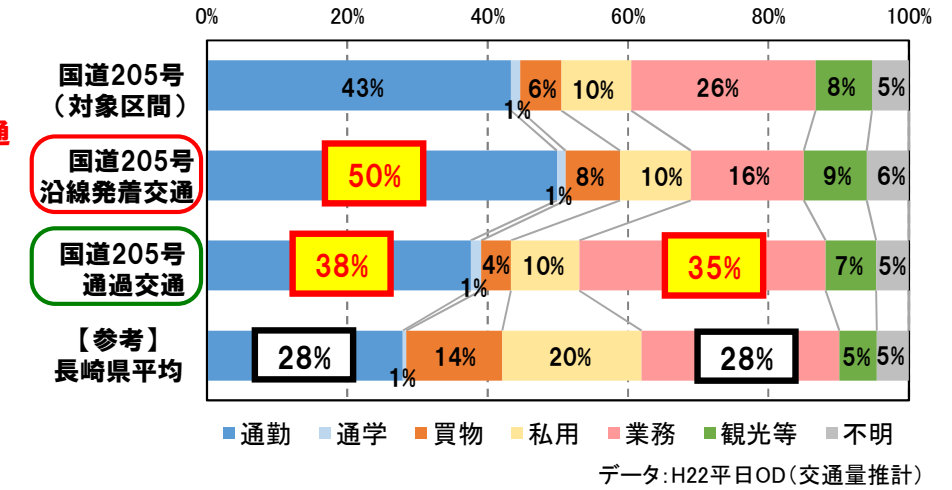 0% 20% 40% 60% 80% 100%
国道205号
（対象区間）
43% 1% 6% 10% 26% 8% 5%
通
国道205号
沿線発着交通
50% 1% 8% 10% 16% 9% 6%
国道205号
通過交通
38% 1% 4% 10% 35% 7% 5%
【参考】
長崎県平均
28% 1% 14% 20% 28% 5% 5%
通勤 通学 買物 私用 業務 観光等 不明
データ:H22平日OD(交通量推計)